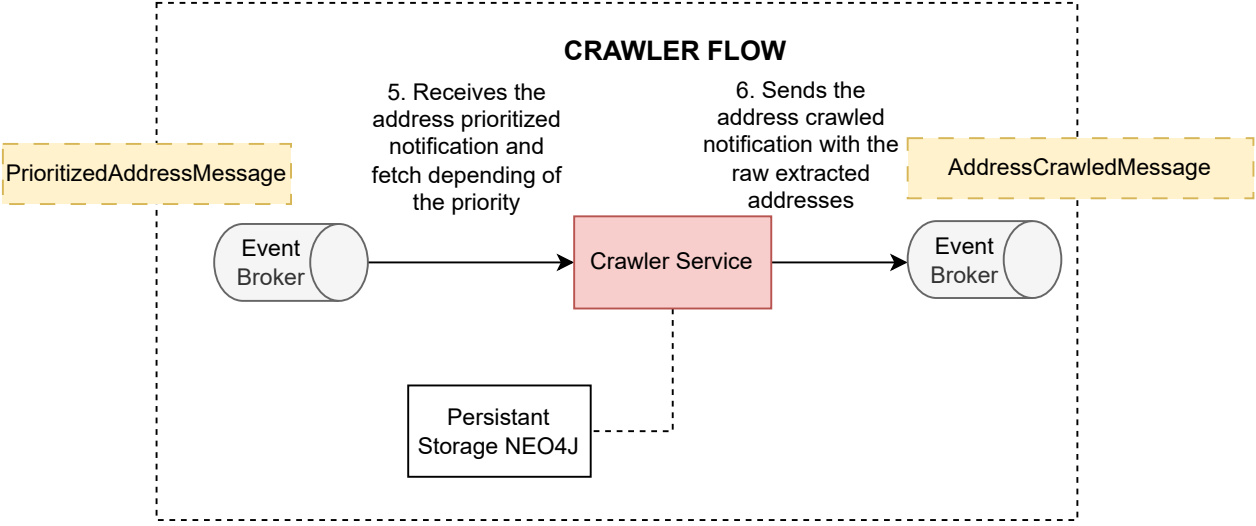 CRAWLER FLOW
5. Receives the
address prioritized
notification and
fetch depending of
the priority
6. Sends the
address crawled
notification with the
raw extracted
addresses
PrioritizedAddressMessage
AddressCrawledMessage
Event
Broker
Crawler Service
Event
Broker
Persistant
Storage NEO4J